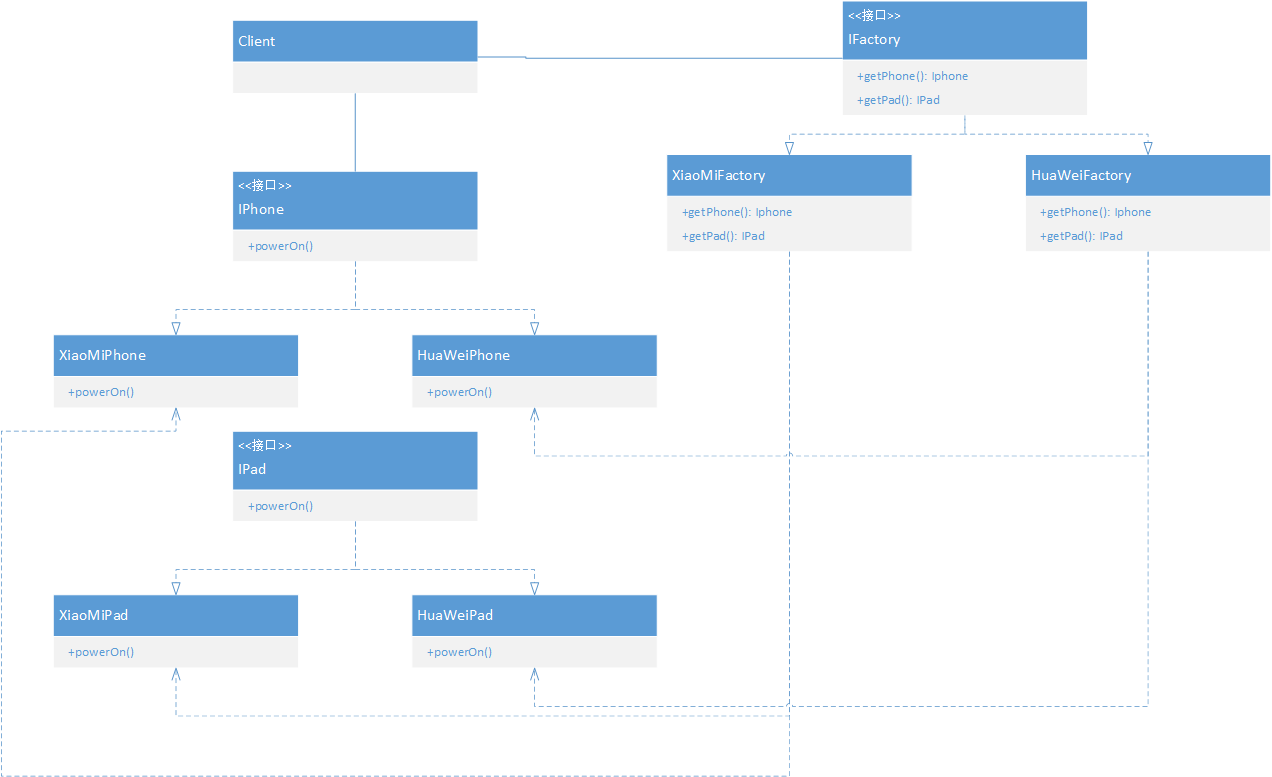 Client
<<接口>>
IFactory
+getPhone(): Iphone
+getPad(): IPad
<<接口>>
IPhone
+powerOn()
XiaoMiFactory
+getPhone(): Iphone
+getPad(): IPad
HuaWeiFactory
+getPhone(): Iphone
+getPad(): IPad
XiaoMiPhone
+powerOn()
HuaWeiPhone
+powerOn()
<<接口>>
IPad
+powerOn()
XiaoMiPad
+powerOn()
HuaWeiPad
+powerOn()